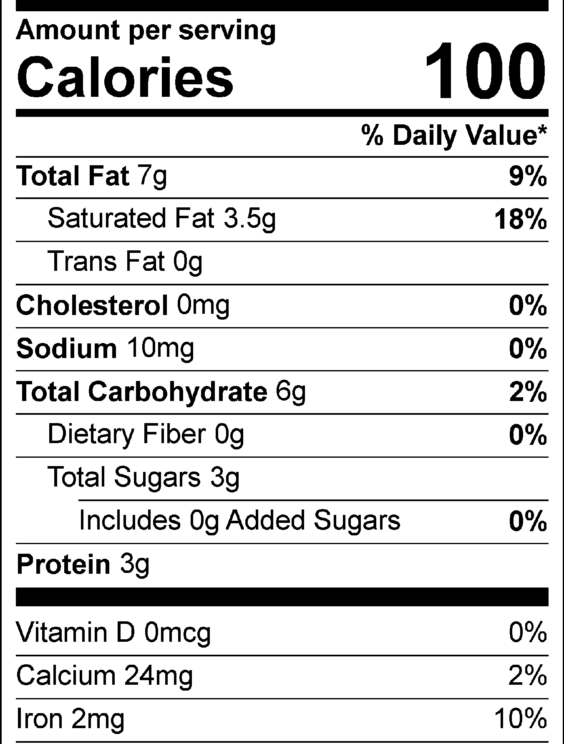 Amount per serving
Calories 100
% Daily Value*
Total Fat 7g 9%
Saturated Fat 3.5g 18%
Trans Fat 0g
Cholesterol 0mg 0%
Sodium 10mg 0%
Total Carbohydrate 6g 2%
Dietary Fiber 0g 0%
Total Sugars 3g
Includes 0g Added Sugars 0%
Protein 3g
Vitamin D 0mcg 0%
Calcium 24mg 2%
Iron 2mg 10%